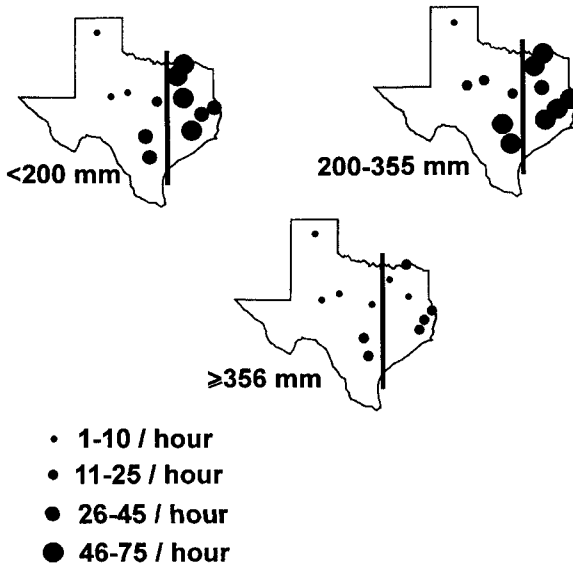 <200 mm
200-355 mm
⩾356 mm
1-10 / hour
11-25 / hour
26-45 / hour
46-75 / hour